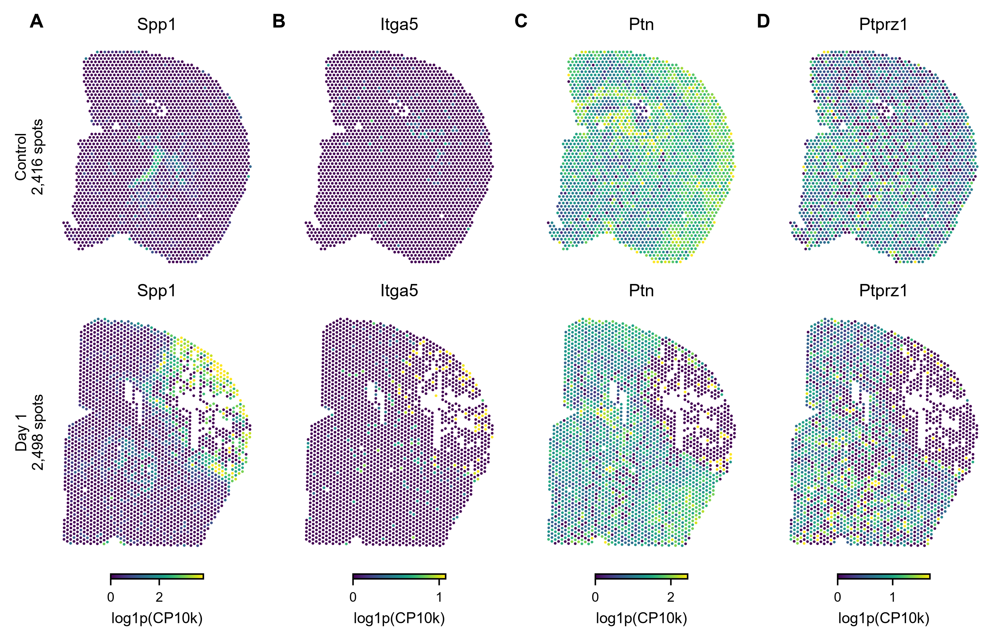 A Spp1
B Itga5
C Ptn
D Ptprz1
Control
2,416 spots
Spp1
Itga5
Ptn
Ptprz1
Day 1
2,498 spots
0 2
0 1
0 2
0 1
log1p(CP10k)
log1p(CP10k)
log1p(CP10k)
log1p(CP10k)